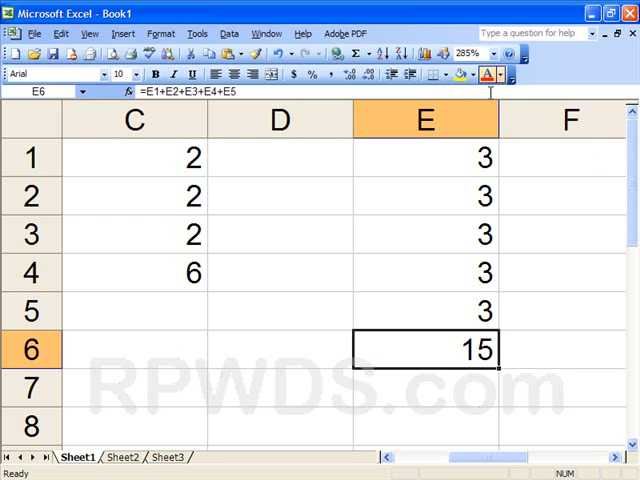 Microsoft Excel - Book1
File Edit View Insert Format Tools Data Window Help Adobe PDF Type a question for help
Σ 285%
Arial 10 B I U $ % , A
E6 fx =E1+E2+E3+E4+E5
C D E F
1 2 3
2 2 3
3 2 3
4 6 3
5 3
6 15
7
8
RPWDS.com
Sheet1 Sheet2 Sheet3
Ready NUM